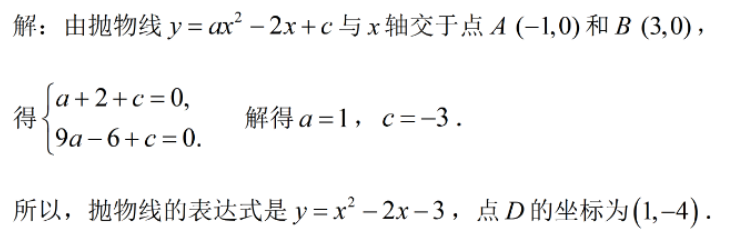 解：由抛物线 y = ax² − 2x + c 与 x 轴交于点 A (−1,0) 和 B (3,0)，
得 { a + 2 + c = 0,
9a − 6 + c = 0. 解得 a = 1， c = −3．
所以，抛物线的表达式是 y = x² − 2x − 3，点 D 的坐标为 (1,−4)．